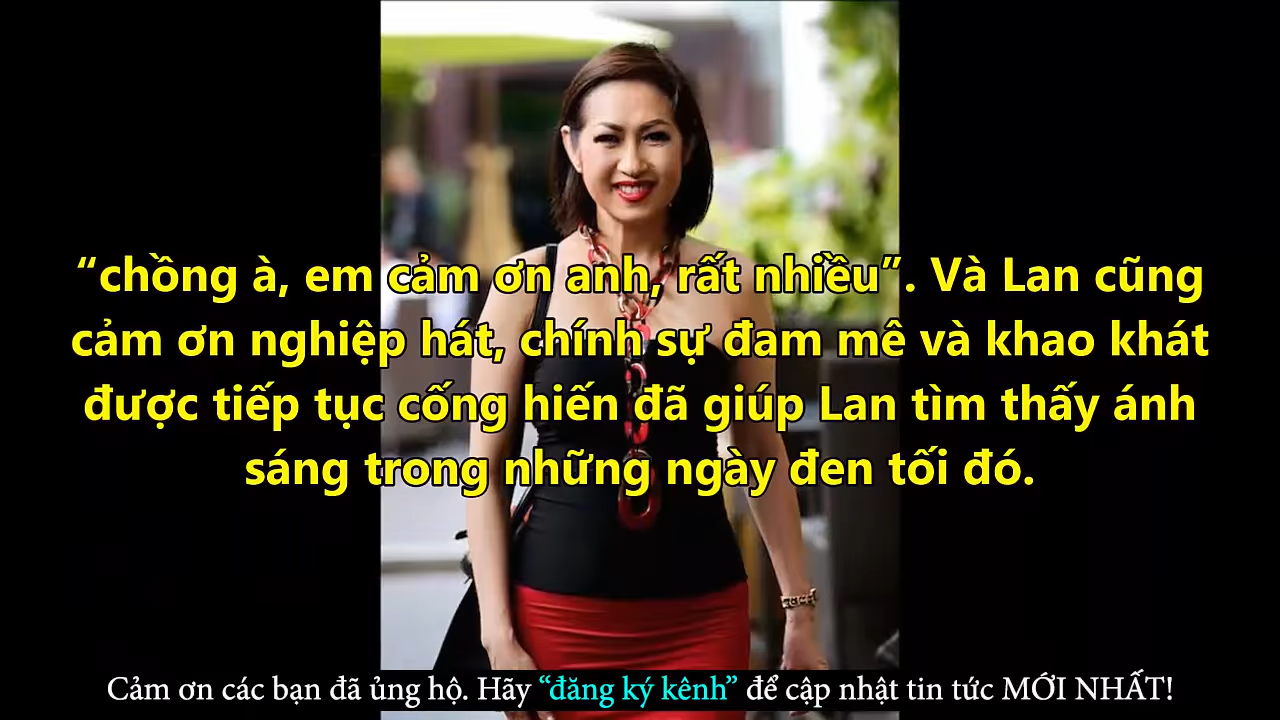 “chồng à, em cảm ơn anh, rất nhiều”. Và Lan cũng
cảm ơn nghiệp hát, chính sự đam mê và khao khát
được tiếp tục cống hiến đã giúp Lan tìm thấy ánh
sáng trong những ngày đen tối đó.
Cảm ơn các bạn đã ủng hộ. Hãy “đăng ký kênh” để cập nhật tin tức MỚI NHẤT!